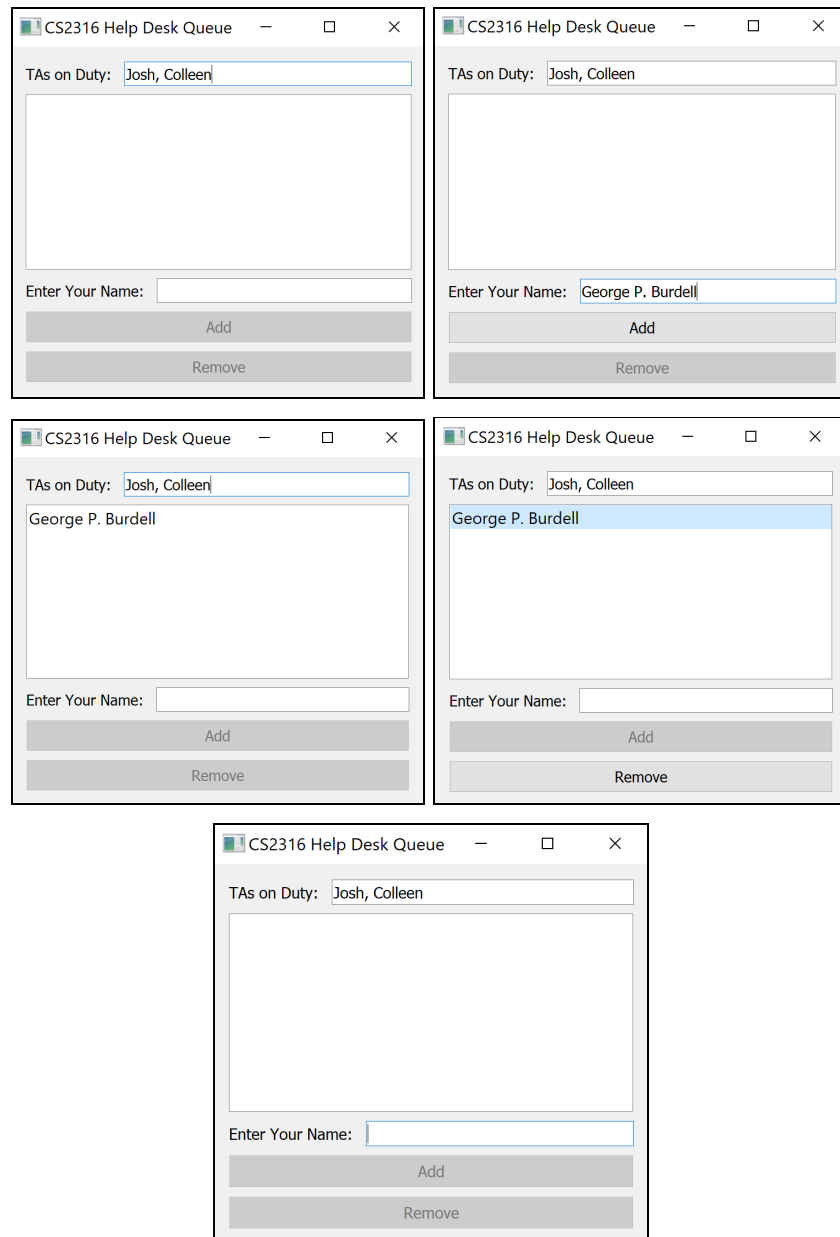 CS2316 Help Desk Queue
TAs on Duty: Josh, Colleen
Enter Your Name:
Add
Remove
CS2316 Help Desk Queue
TAs on Duty: Josh, Colleen
Enter Your Name: George P. Burdell
Add
Remove
CS2316 Help Desk Queue
TAs on Duty: Josh, Colleen
George P. Burdell
Enter Your Name:
Add
Remove
CS2316 Help Desk Queue
TAs on Duty: Josh, Colleen
George P. Burdell
Enter Your Name:
Add
Remove
CS2316 Help Desk Queue
TAs on Duty: Josh, Colleen
Enter Your Name:
Add
Remove